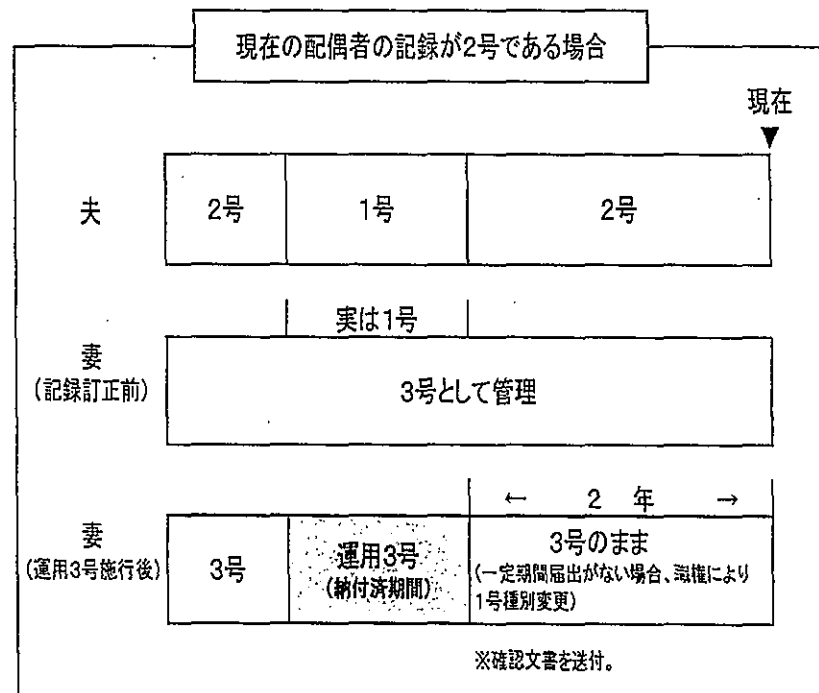 現在の配偶者の記録が2号である場合
現在
▼
夫
2号
1号
2号
実は1号
妻
(記録訂正前)
3号として管理
← 2 年 →
妻
(運用3号施行後)
3号
運用3号
(納付済期間)
3号のまま
(一定期間届出がない場合、職権により
1号種別変更)
※確認文書を送付。